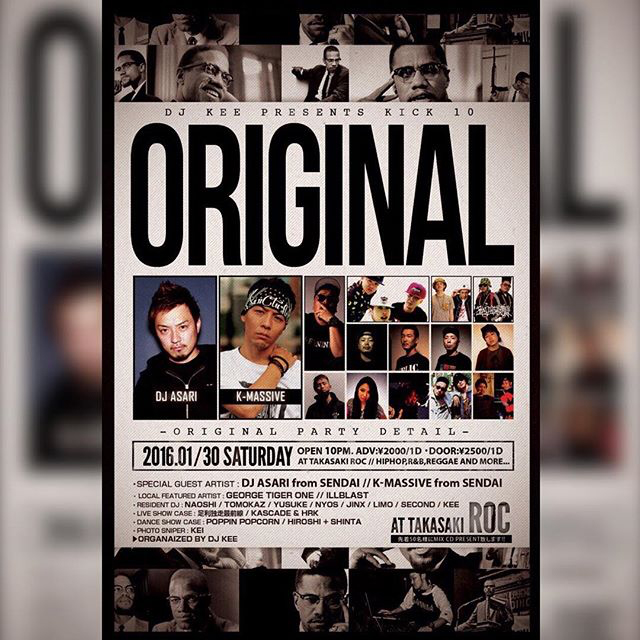 DJ KEE PRESENTS KICK 10
ORIGINAL
DJ ASARI
K-MASSIVE
-ORIGINAL PARTY DETAIL-
2016.01/30 SATURDAY
OPEN 10PM. ADV:¥2000/1D・DOOR:¥2500/1D
AT TAKASAKI ROC // HIPHOP,R&B,REGGAE AND MORE...
・SPECIAL GUEST ARTIST : DJ ASARI from SENDAI // K-MASSIVE from SENDAI
・LOCAL FEATURED ARTIST : GEORGE TIGER ONE // ILLBLAST
・RESIDENT DJ : NAOSHI / TOMOKAZ / YUSUKE / NYOS / JINX / LIMO / SECOND / KEE
・LIVE SHOW CASE : 足利独走最前線 / KASCADE & HRK
・DANCE SHOW CASE : POPPIN POPCORN / HIROSHI + SHINTA
・PHOTO SNIPER : KEI
▶ORGANAIZED BY DJ KEE
AT TAKASAKI ROC
先着50名様にMIX CD PRESENT致します!!